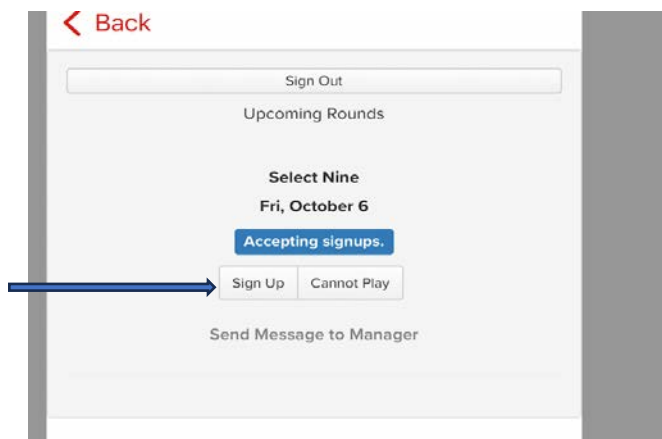 Back
Sign Out
Upcoming Rounds
Select Nine
Fri, October 6
Accepting signups.
Sign Up Cannot Play
Send Message to Manager